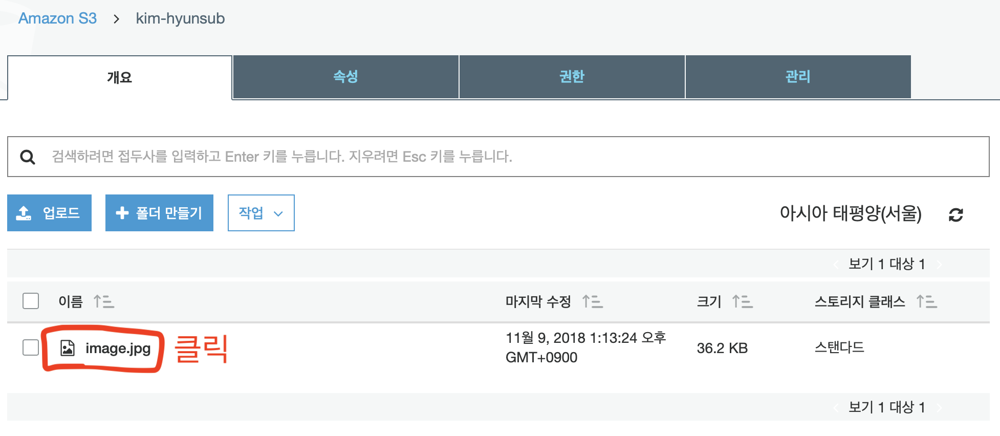 Amazon S3 > kim-hyunsub
개요 속성 권한 관리
검색하려면 접두사를 입력하고 Enter 키를 누릅니다. 지우려면 Esc 키를 누릅니다.
업로드 폴더 만들기 작업 아시아 태평양(서울)
보기 1 대상 1
이름 마지막 수정 크기 스토리지 클래스
image.jpg 클릭 11월 9, 2018 1:13:24 오후 36.2 KB 스탠다드
GMT+0900
보기 1 대상 1